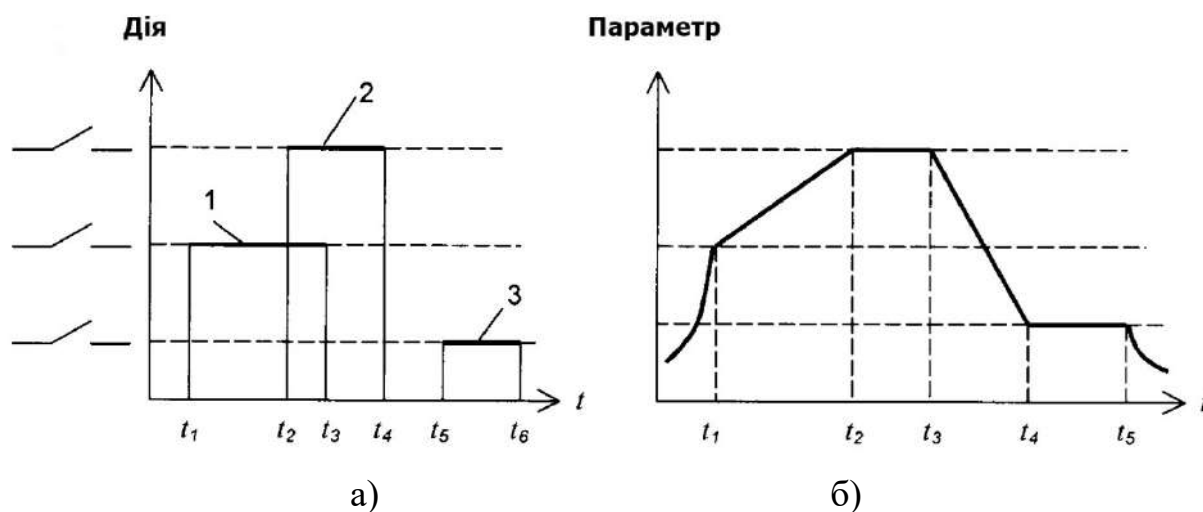 Дія
Параметр
2
1
3
t
t₁ t₂ t₃ t₄ t₅ t₆
t₁ t₂ t₃ t₄ t₅
а) б)